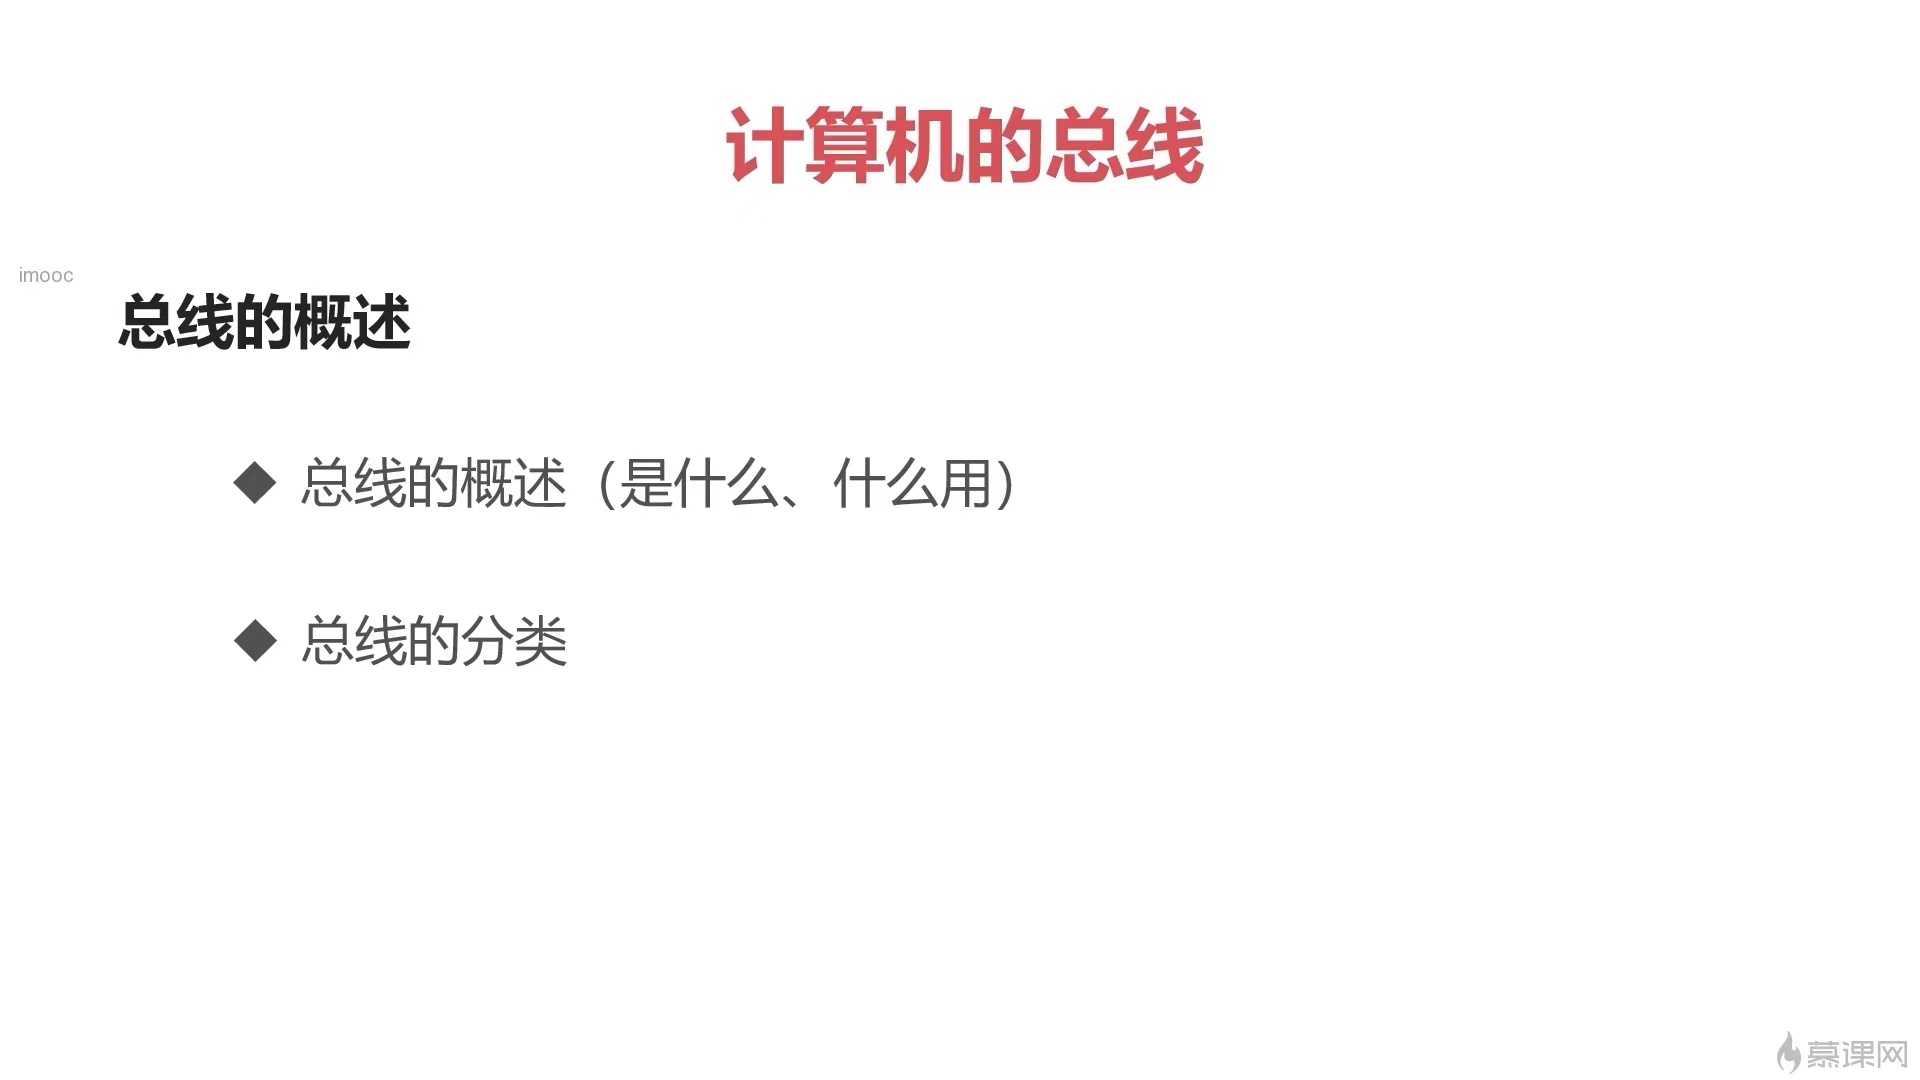 计算机的总线
imooc
总线的概述
◆ 总线的概述（是什么、什么用）
◆ 总线的分类
慕课网